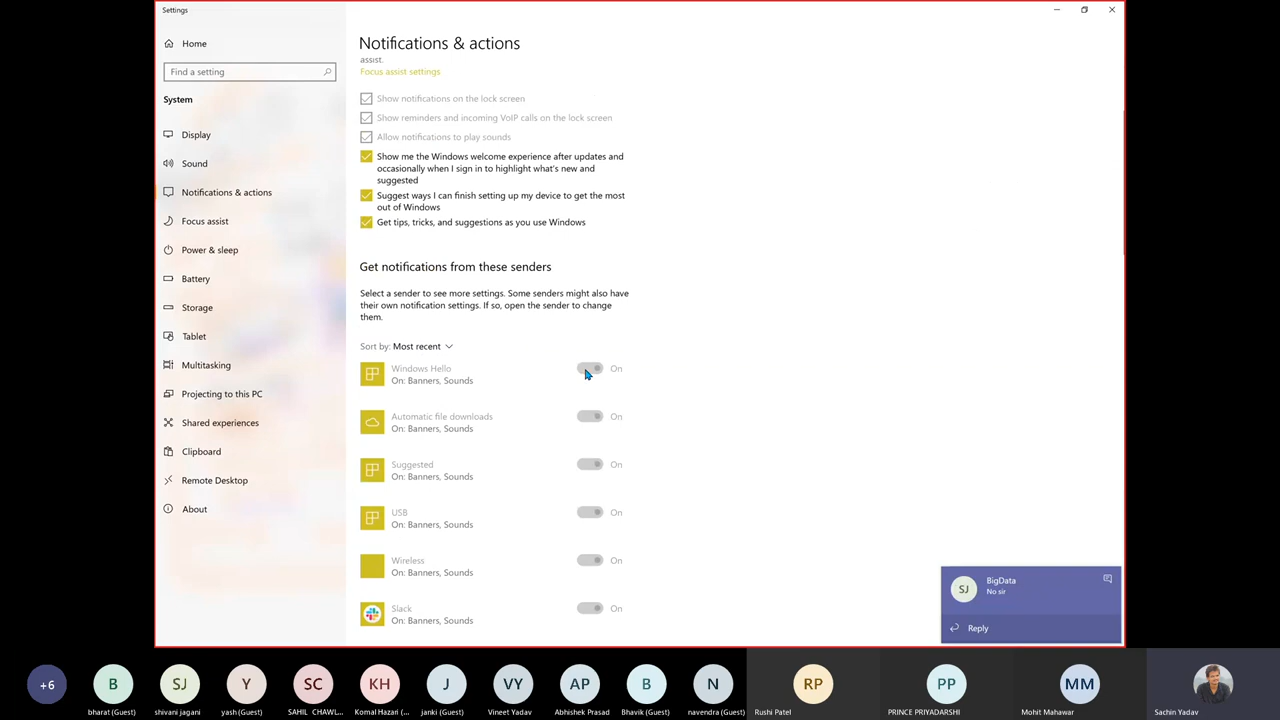 Settings
Home
Find a setting
System
Display
Sound
Notifications & actions
Focus assist
Power & sleep
Battery
Storage
Tablet
Multitasking
Projecting to this PC
Shared experiences
Clipboard
Remote Desktop
About
Notifications & actions
assist.
Focus assist settings
Show notifications on the lock screen
Show reminders and incoming VoIP calls on the lock screen
Allow notifications to play sounds
Show me the Windows welcome experience after updates and
occasionally when I sign in to highlight what's new and
suggested
Suggest ways I can finish setting up my device to get the most
out of Windows
Get tips, tricks, and suggestions as you use Windows
Get notifications from these senders
Select a sender to see more settings. Some senders might also have
their own notification settings. If so, open the sender to change
them.
Sort by: Most recent
Windows Hello
On
On: Banners, Sounds
Automatic file downloads
On
On: Banners, Sounds
Suggested
On
On: Banners, Sounds
USB
On
On: Banners, Sounds
Wireless
On
On: Banners, Sounds
Slack
On
On: Banners, Sounds
SJ
BigData
No sir
Reply
+6
B
SJ
Y
SC
KH
J
VY
AP
B
N
RP
PP
MM
bharat (Guest)
shivani jagani
yash (Guest)
SAHIL CHAWL...
Komal Hazari (...
janki (Guest)
Vineet Yadav
Abhishek Prasad
Bhavik (Guest)
navendra (Guest)
Rushi Patel
PRINCE PRIYADARSHI
Mohit Mahawar
Sachin Yadav